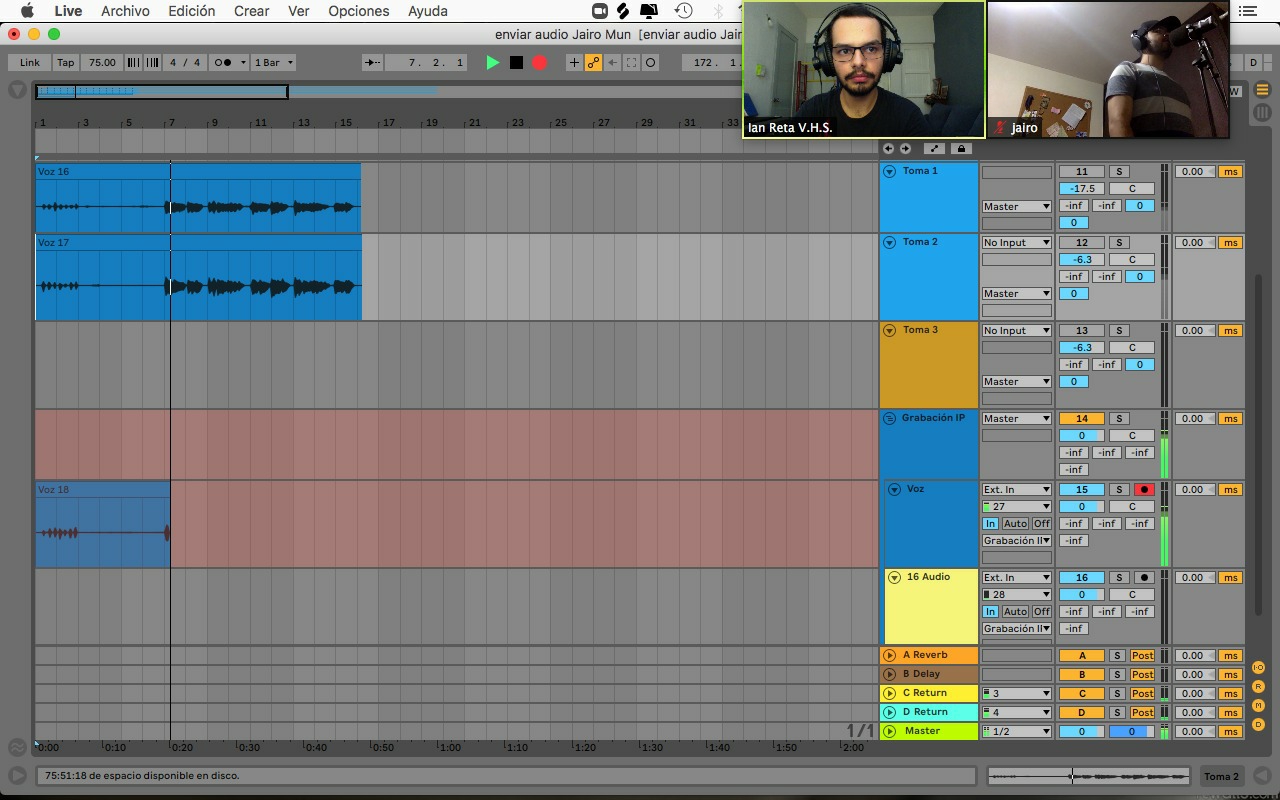 Live Archivo Edición Crear Ver Opciones Ayuda
enviar audio Jairo Mun [enviar audio Jair
Link Tap 75.00 4 / 4 1 Bar 7. 2. 1 172. 1. D
Ian Reta V.H.S.
Jairo
W
1 3 5 7 9 11 13 15 17 19 21 23 25 27 29 31 33
Voz 16
Toma 1 11 S 0.00 ms
-17.5 C
Master -inf -inf 0
0
Voz 17
Toma 2 No Input 12 S 0.00 ms
-6.3 C
-inf -inf 0
Master 0
Toma 3 No Input 13 S 0.00 ms
-6.3 C
-inf -inf 0
Master 0
Grabación IP Master 14 S 0.00 ms
0 C
-inf -inf -inf
-inf
Voz 18
Voz Ext. In 15 S 0.00 ms
27 0 C
In Auto Off -inf -inf -inf
Grabación II -inf
16 Audio Ext. In 16 S 0.00 ms
28 0 C
In Auto Off -inf -inf -inf
Grabación II -inf
A Reverb A S Post 0.00 ms
B Delay B S Post 0.00 ms
C Return 3 C S Post 0.00 ms
D Return 4 D S Post 0.00 ms
1/1 Master 1/2 0 0 0.00 ms
I·O
R
M
D
0:00 0:10 0:20 0:30 0:40 0:50 1:00 1:10 1:20 1:30 1:40 1:50 2:00
75:51:18 de espacio disponible en disco.
Toma 2